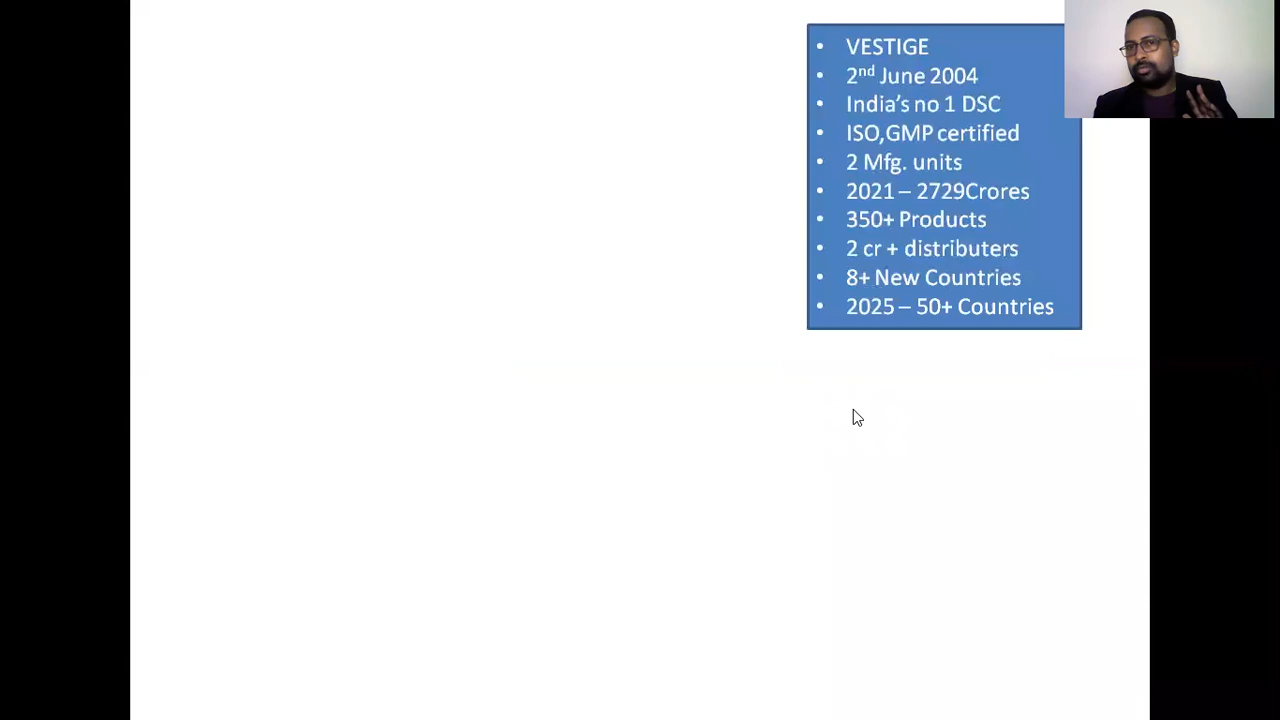 VESTIGE
2nd June 2004
India's no 1 DSC
ISO,GMP certified
2 Mfg. units
2021 – 2729Crores
350+ Products
2 cr + distributers
8+ New Countries
2025 – 50+ Countries